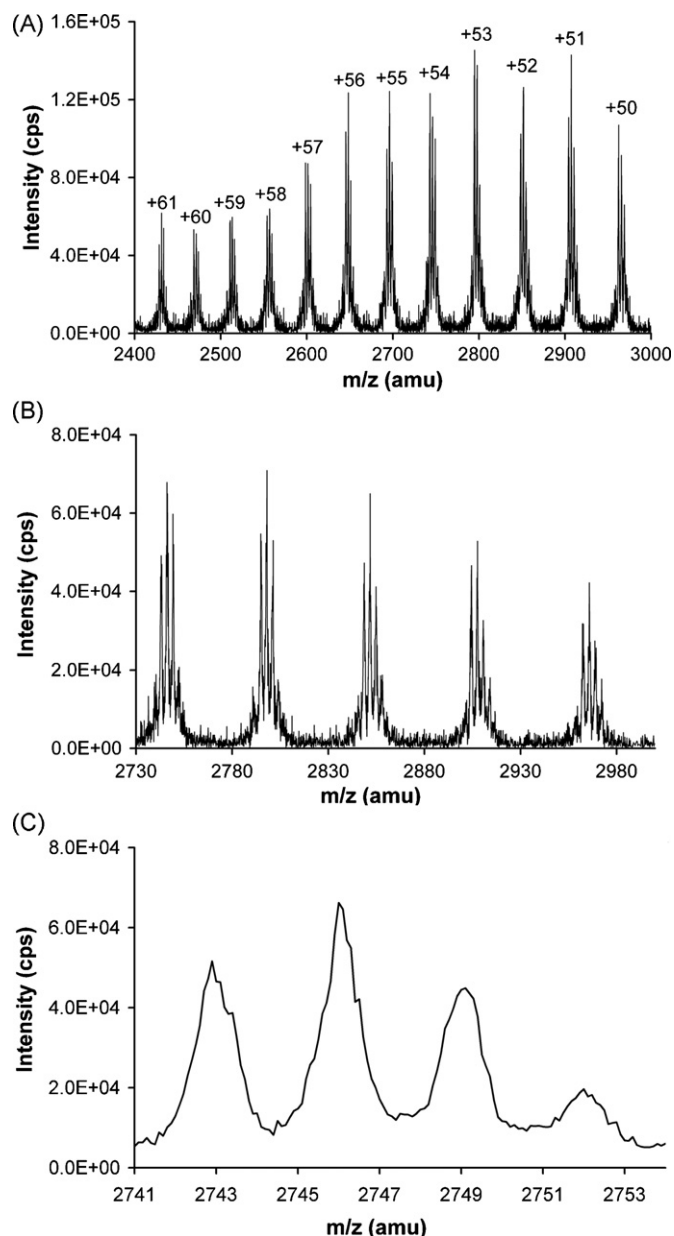 (A)
1.6E+05
1.2E+05
8.0E+04
4.0E+04
0.0E+00
Intensity (cps)
+61
+60
+59
+58
+57
+56
+55
+54
+53
+52
+51
+50
2400 2500 2600 2700 2800 2900 3000
m/z (amu)
(B)
8.0E+04
6.0E+04
4.0E+04
2.0E+04
0.0E+00
Intensity (cps)
2730 2780 2830 2880 2930 2980
m/z (amu)
(C)
8.0E+04
6.0E+04
4.0E+04
2.0E+04
0.0E+00
Intensity (cps)
2741 2743 2745 2747 2749 2751 2753
m/z (amu)